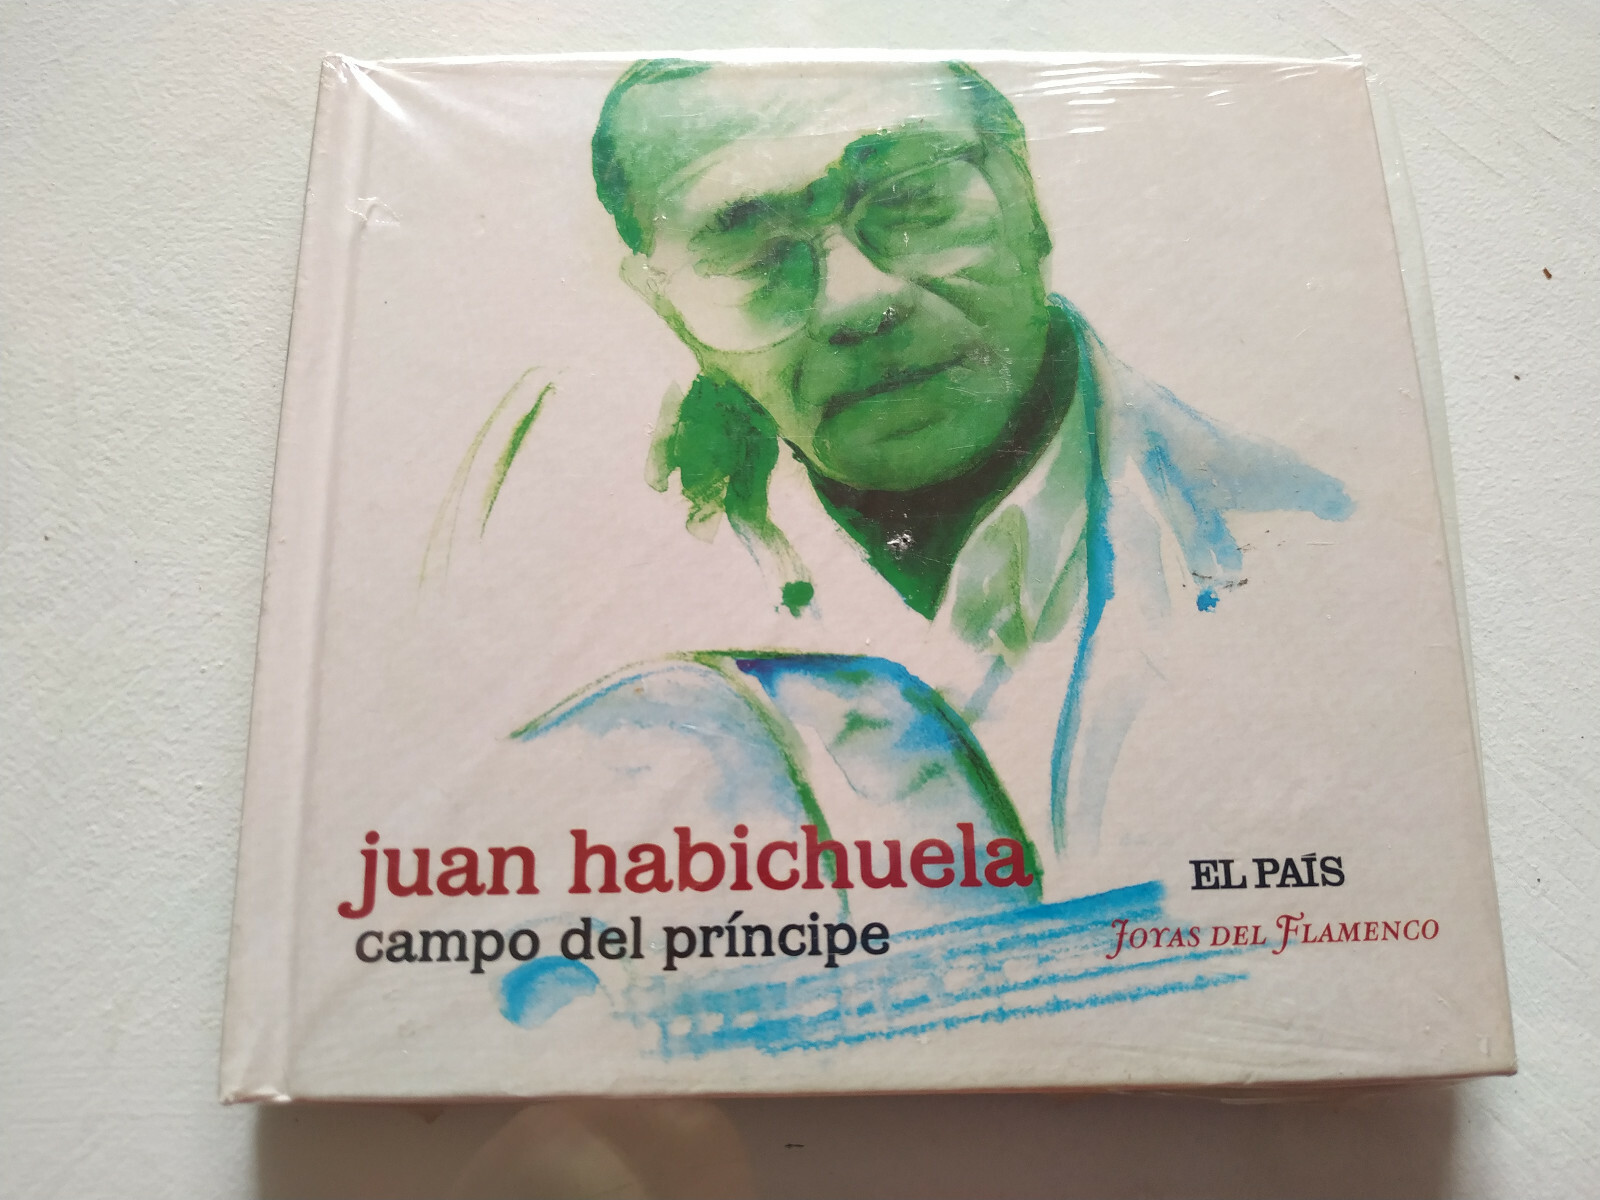 juan habichuela
campo del príncipe
EL PAÍS
JOYAS DEL FLAMENCO